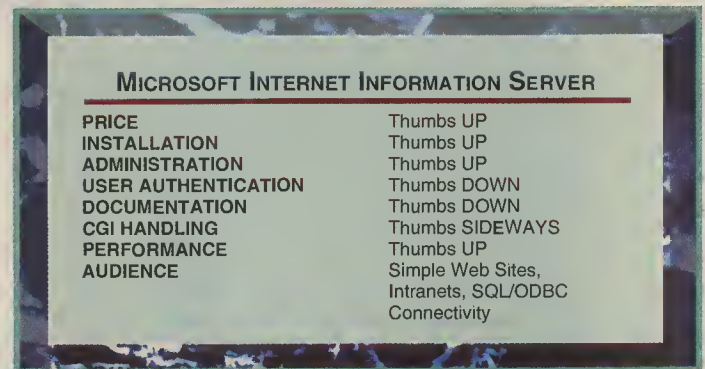 MICROSOFT INTERNET INFORMATION SERVER
PRICE Thumbs UP
INSTALLATION Thumbs UP
ADMINISTRATION Thumbs UP
USER AUTHENTICATION Thumbs DOWN
DOCUMENTATION Thumbs DOWN
CGI HANDLING Thumbs SIDEWAYS
PERFORMANCE Thumbs UP
AUDIENCE Simple Web Sites,
Intranets, SQL/ODBC
Connectivity